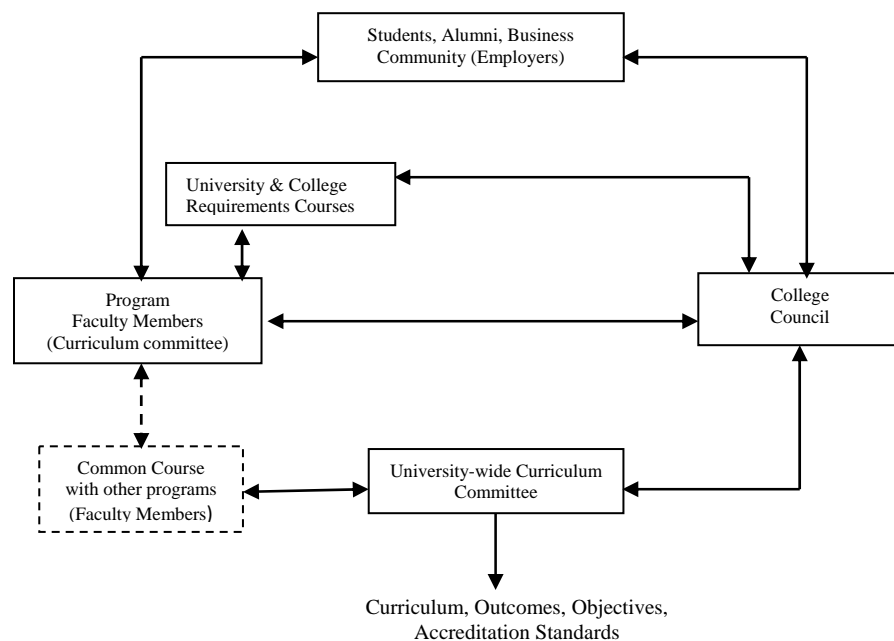 Students, Alumni, Business
Community (Employers)
University & College
Requirements Courses
Program
Faculty Members
(Curriculum committee)
College
Council
Common Course
with other programs
(Faculty Members)
University-wide Curriculum
Committee
Curriculum, Outcomes, Objectives,
Accreditation Standards